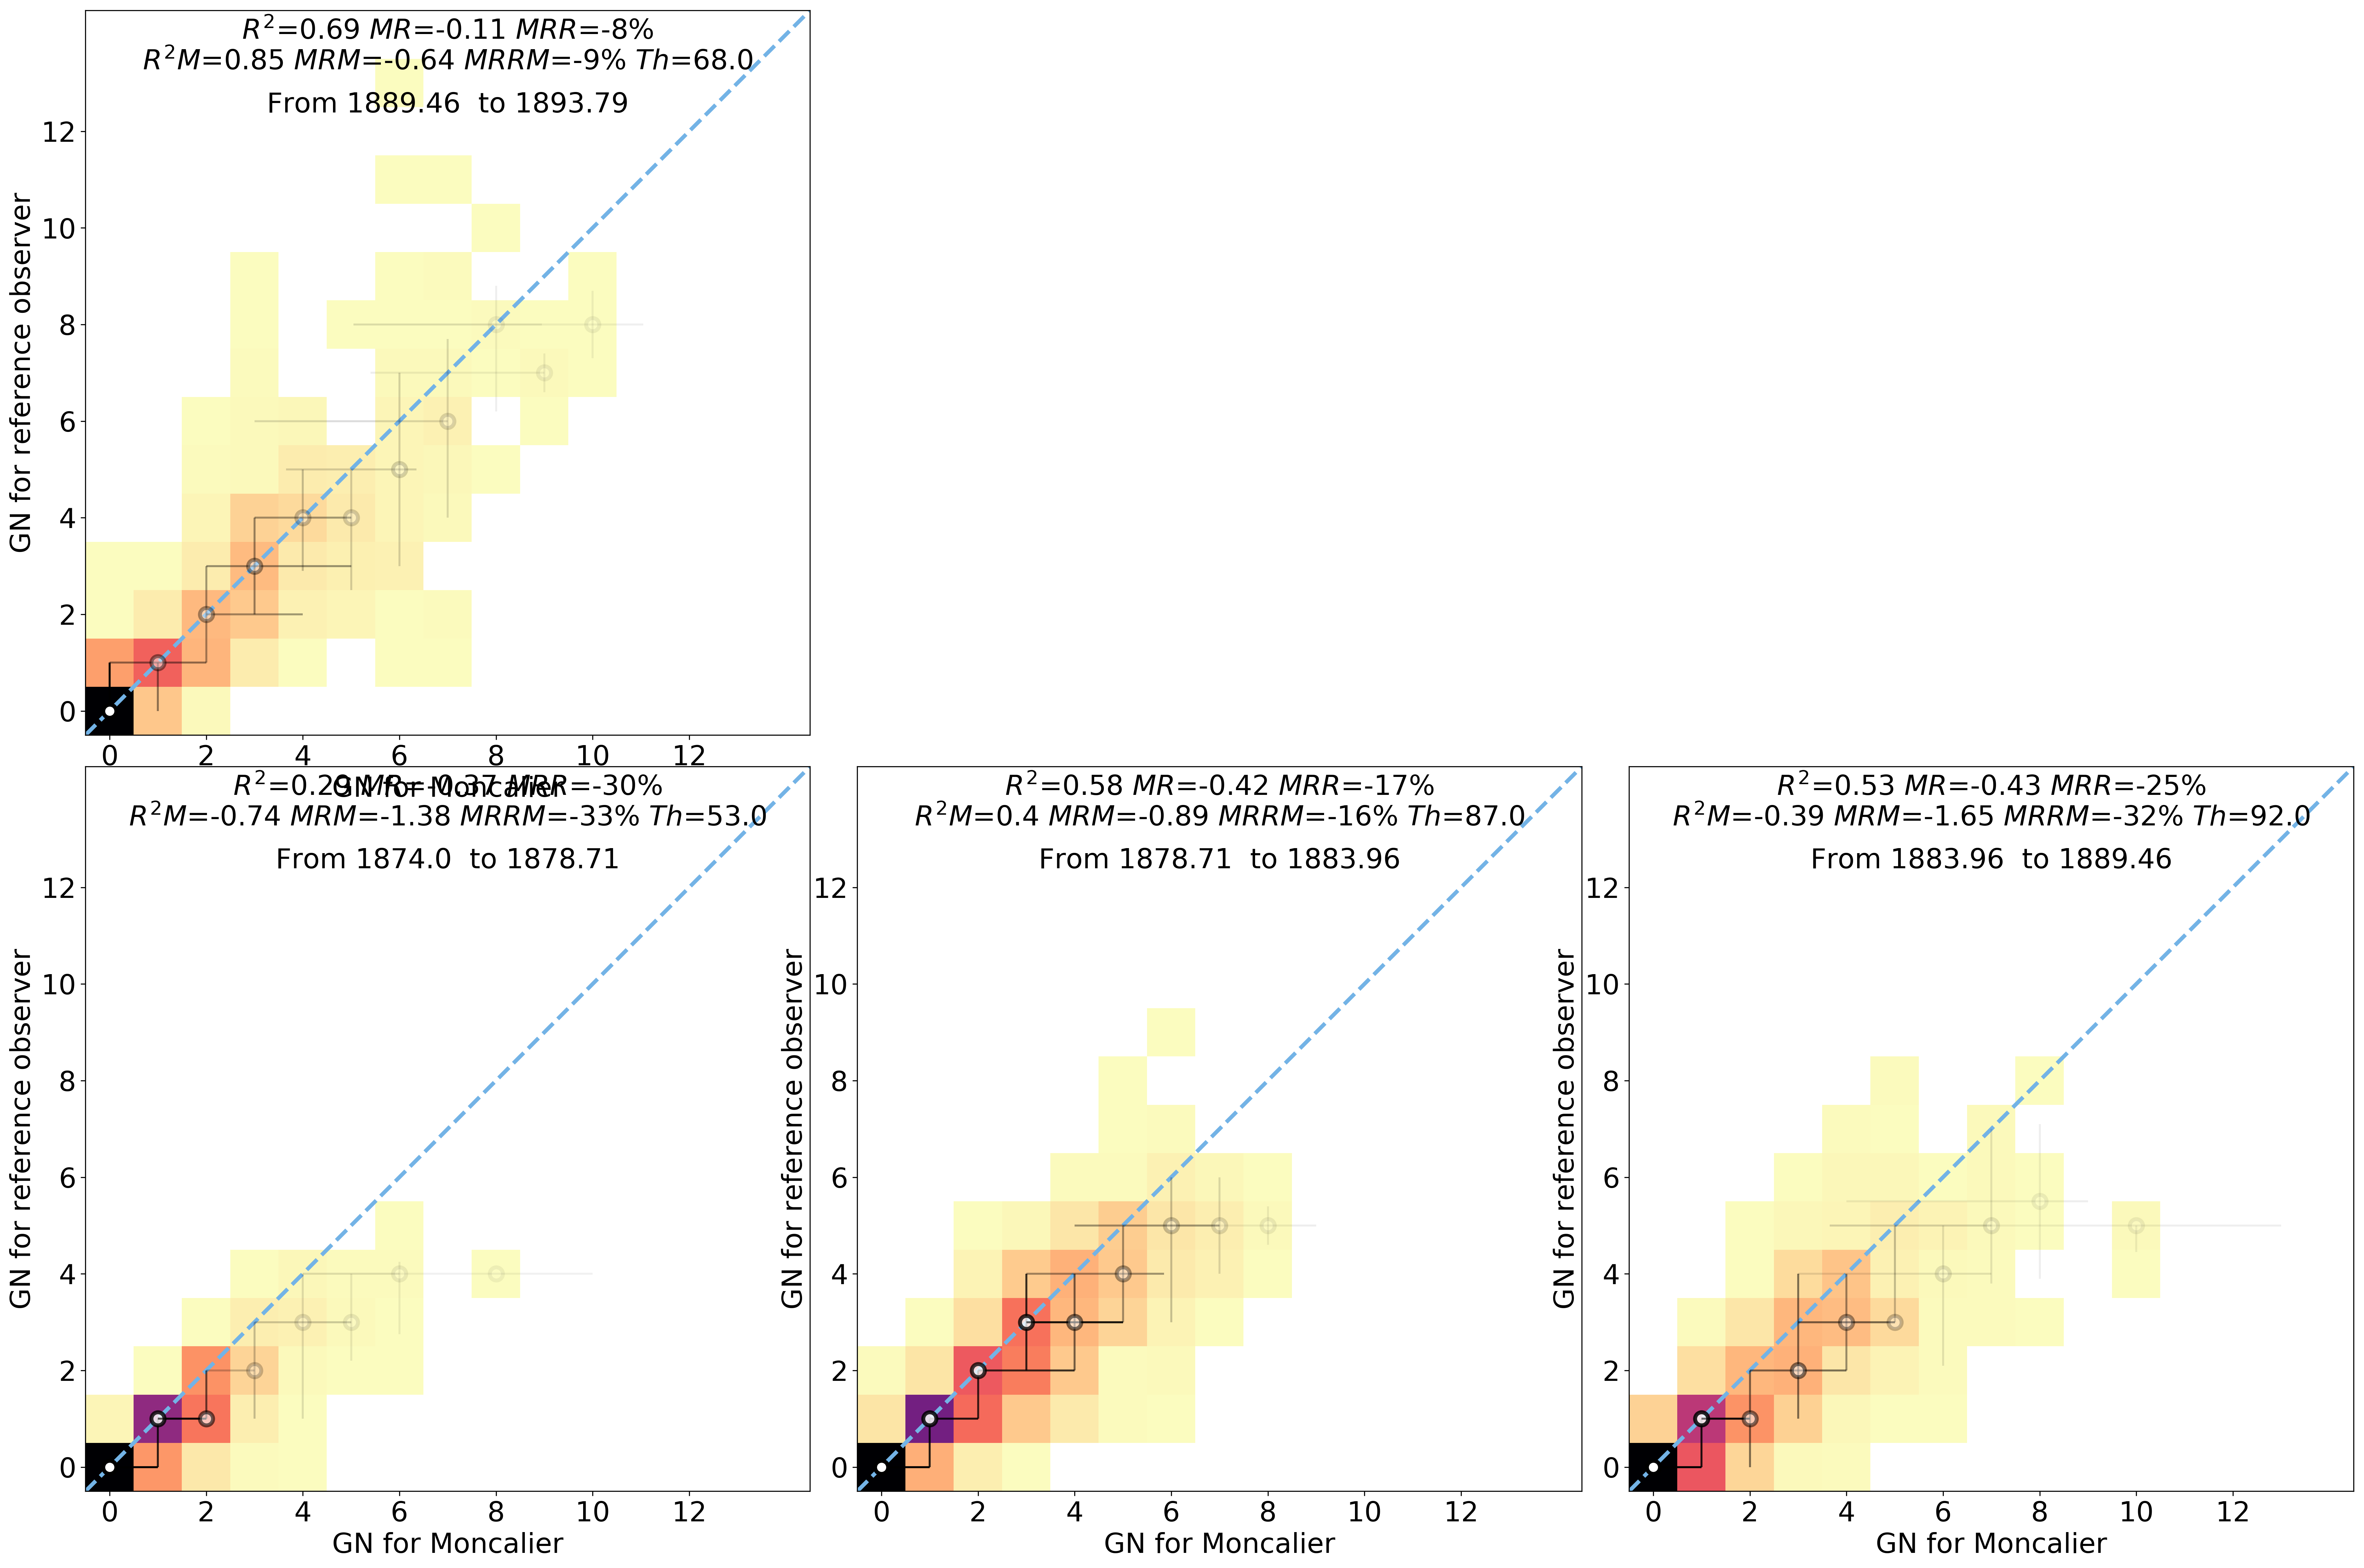 R²=0.69 MR=-0.11 MRR=-8%
R²M=0.85 MRM=-0.64 MRRM=-9% Th=68.0
From 1889.46 to 1893.79
GN for reference observer
12
10
8
6
4
2
0
0 2 4 6 8 10 12
GN for Moncalier
R²=0.29 MR=-0.37 MRR=-30%
R²M=-0.74 MRM=-1.38 MRRM=-33% Th=53.0
From 1874.0 to 1878.71
GN for reference observer
12
10
8
6
4
2
0
0 2 4 6 8 10 12
GN for Moncalier
R²=0.58 MR=-0.42 MRR=-17%
R²M=0.4 MRM=-0.89 MRRM=-16% Th=87.0
From 1878.71 to 1883.96
GN for reference observer
12
10
8
6
4
2
0
0 2 4 6 8 10 12
GN for Moncalier
R²=0.53 MR=-0.43 MRR=-25%
R²M=-0.39 MRM=-1.65 MRRM=-32% Th=92.0
From 1883.96 to 1889.46
GN for reference observer
12
10
8
6
4
2
0
0 2 4 6 8 10 12
GN for Moncalier